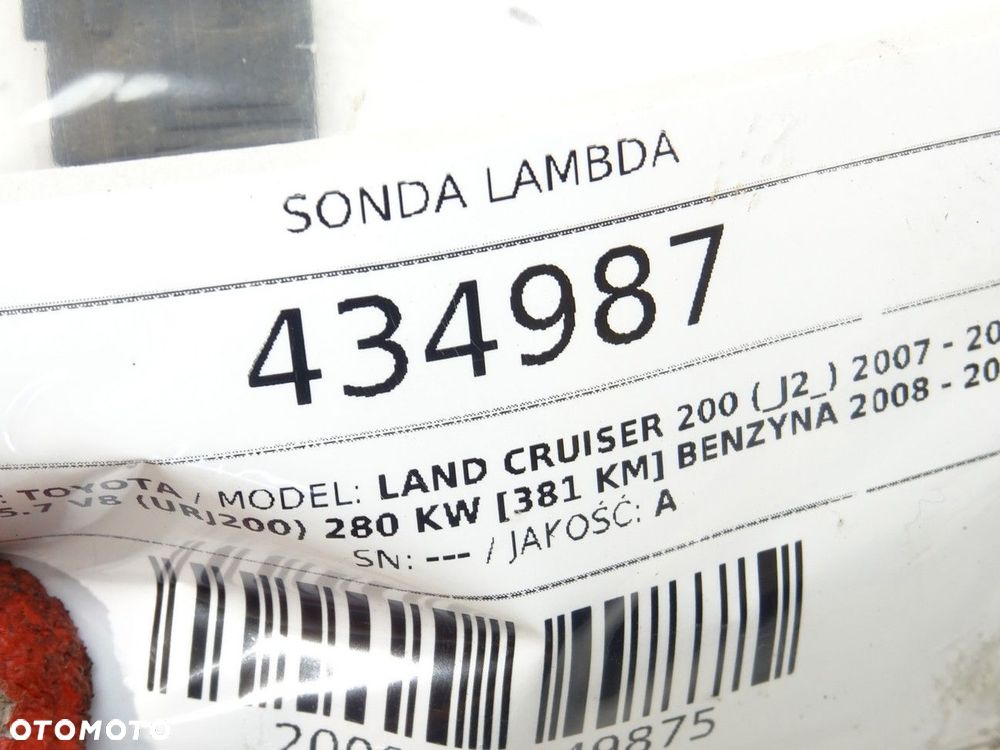 SONDA LAMBDA
434987
: TOYOTA / MODEL: LAND CRUISER 200 (_J2_) 2007 - 20
5.7 V8 (URJ200) 280 KW [381 KM] BENZYNA 2008 - 20
SN: --- / JAKOŚĆ: A
49875
OTOMOTO